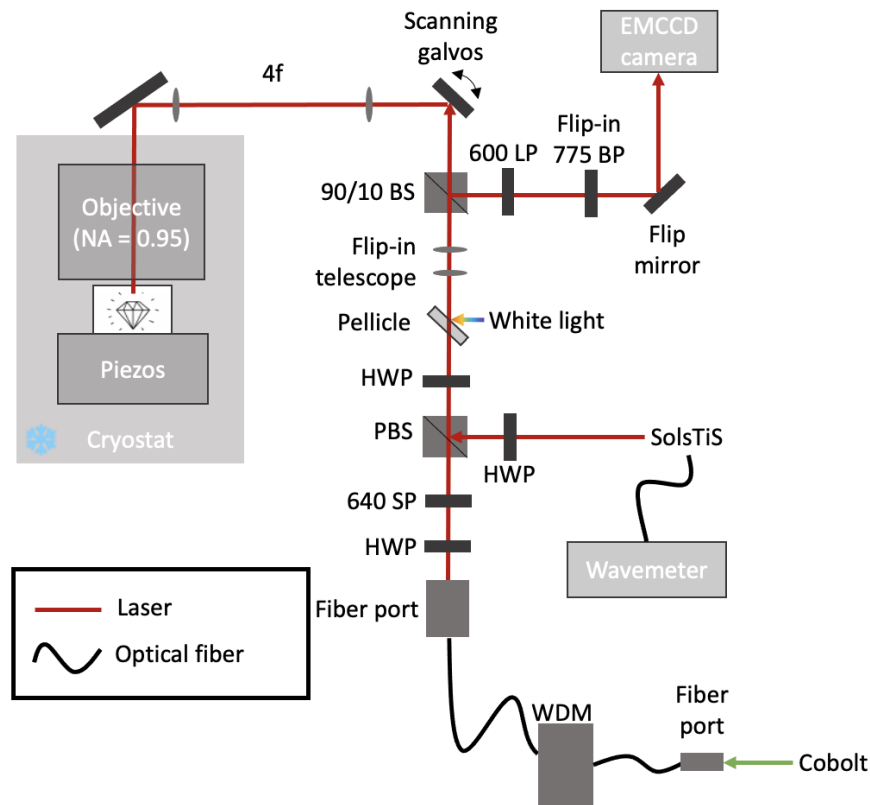 Scanning
galvos
EMCCD
camera
4f
Flip-in
775 BP
600 LP
90/10 BS
Objective
(NA = 0.95)
Flip
mirror
Flip-in
telescope
Pellicle
White light
Piezos
HWP
PBS
SolsTiS
Cryostat
HWP
640 SP
HWP
Wavemeter
Fiber port
Laser
Optical fiber
WDM
Fiber
port
Cobolt